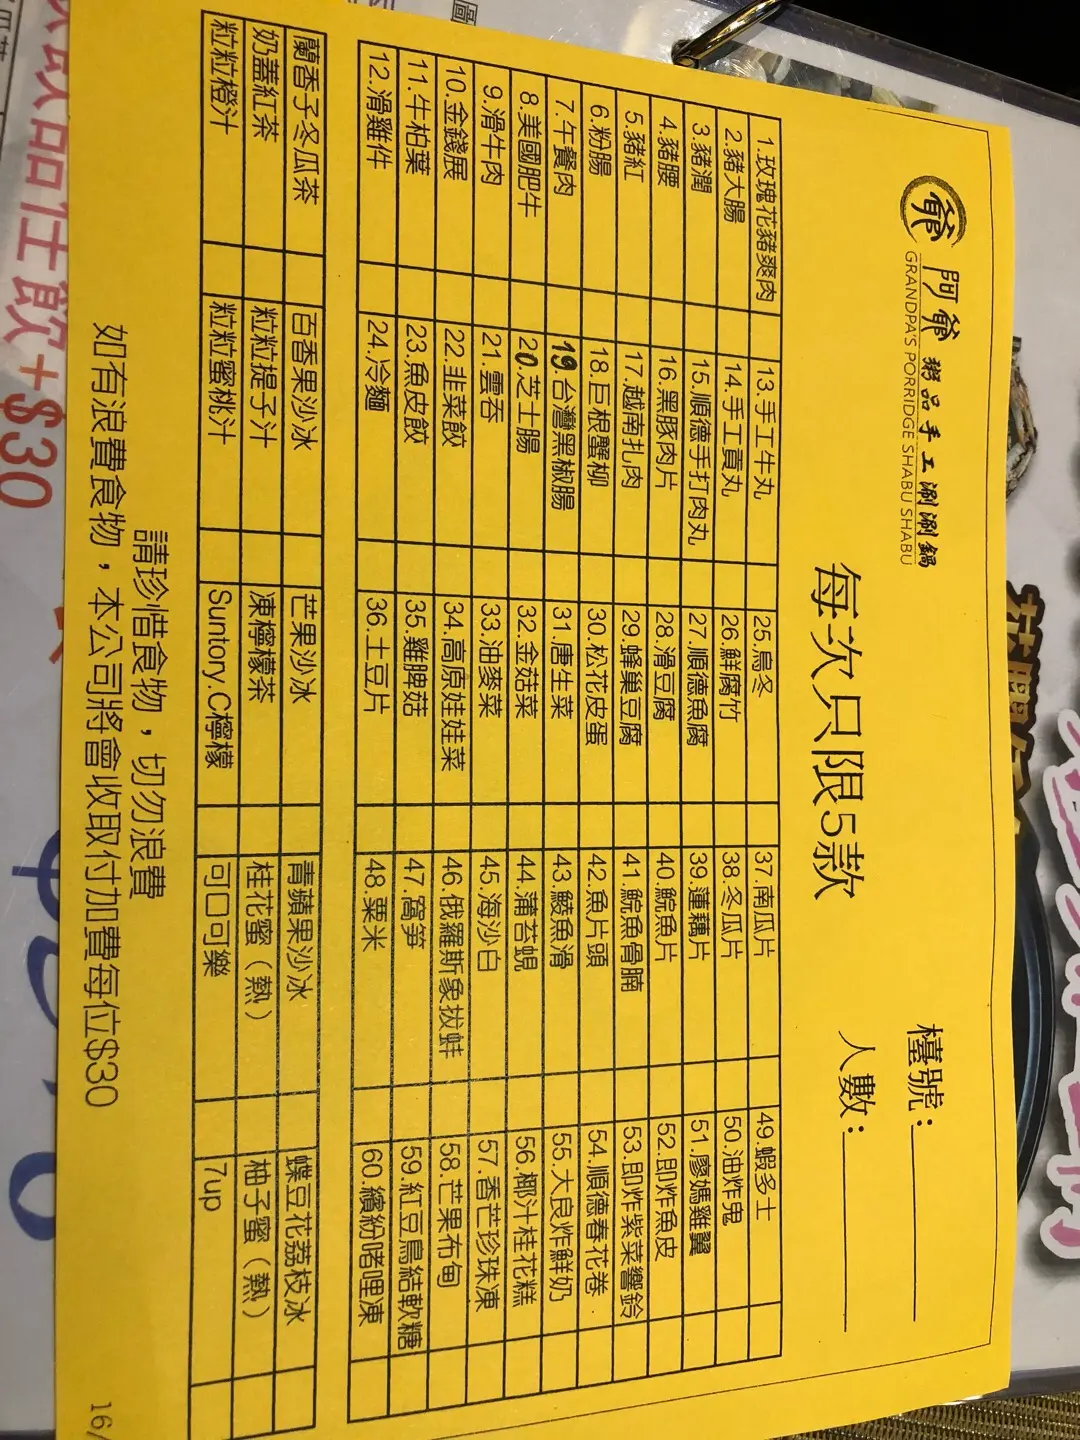 爺 阿爺 粥品手工涮涮鍋
GRANDPA'S PORRIDGE SHABU SHABU
檯號：
每次只限5款
人數：
1.玫瑰花豬爽肉 13.手工牛丸 25.烏冬 37.南瓜片 49.蝦多士
2.豬大腸 14.手工貢丸 26.鮮腐竹 38.冬瓜片 50.油炸鬼
3.豬潤 15.順德手打肉丸 27.順德魚腐 39.蓮藕片 51.廖媽雞翼
4.豬腰 16.黑豚肉片 28.滑豆腐 40.鯇魚片 52.即炸魚皮
5.豬紅 17.越南扎肉 29.蜂巢豆腐 41.鯇魚骨腩 53.即炸紫菜響鈴
6.粉腸 18.巨根蟹柳 30.松花皮蛋 42.魚片頭 54.順德春花卷
7.午餐肉 19.台灣黑椒腸 31.唐生菜 43.鯪魚滑 55.大良炸鮮奶
8.美國肥牛 20.芝士腸 32.金菇菜 44.蒲苔蜆 56.椰汁桂花糕
9.滑牛肉 21.雲吞 33.油麥菜 45.海沙白 57.香芒珍珠凍
10.金錢展 22.韭菜餃 34.高原娃娃菜 46.俄羅斯象拔蚌 58.芒果布甸
11.牛柏葉 23.魚皮餃 35.雞脾菇 47.窩筍 59.紅豆鳥結軟糖
12.滑雞件 24.冷麵 36.土豆片 48.粟米 60.繽紛啫喱凍
蘭香子冬瓜茶 百香果沙冰 芒果沙冰 青蘋果沙冰 蝶豆花荔枝冰
奶蓋紅茶 粒粒提子汁 凍檸檬茶 桂花蜜（熱） 柚子蜜（熱）
粒粒橙汁 粒粒蜜桃汁 Suntory.C檸檬 可口可樂 7up
請珍惜食物，切勿浪費
如有浪費食物，本公司將會收取付加費每位$30
16/
飲品任飲+$30